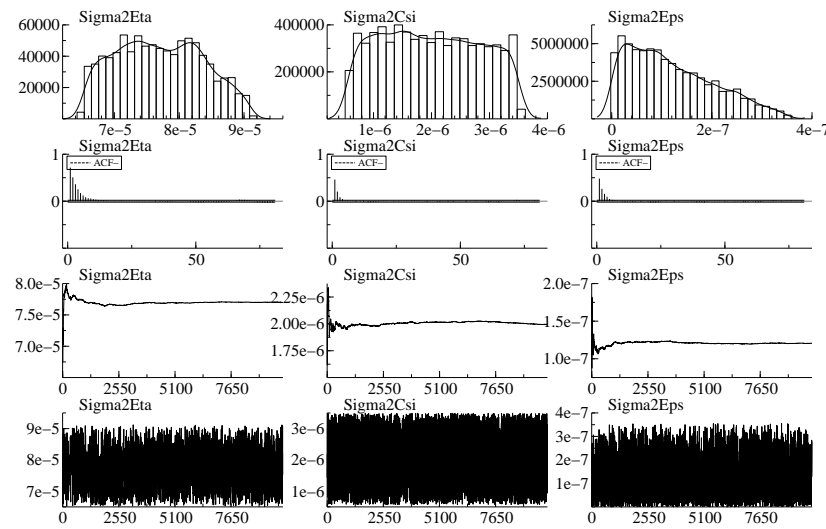 Sigma2Eta Sigma2Csi Sigma2Eps
60000 400000
40000 5000000
20000 200000 2500000
7e−5 8e−5 9e−5 1e−6 2e−6 3e−6 4e−6 0 2e−7 4e−7
Sigma2Eta Sigma2Csi Sigma2Eps
1 1 1
ACF− ACF− ACF−
0 0 0
0 50 0 50 0 50
Sigma2Eta Sigma2Csi Sigma2Eps
8.0e−5 2.0e−7
2.25e−6
7.5e−5 2.00e−6 1.5e−7
7.0e−5 1.75e−6 1.0e−7
0 2550 5100 7650 0 2550 5100 7650 0 2550 5100 7650
Sigma2Eta Sigma2Csi Sigma2Eps
4e−7
9e−5 3e−6 3e−7
8e−5 2e−6 2e−7
7e−5 1e−6 1e−7
0 2550 5100 7650 0 2550 5100 7650 0 2550 5100 7650